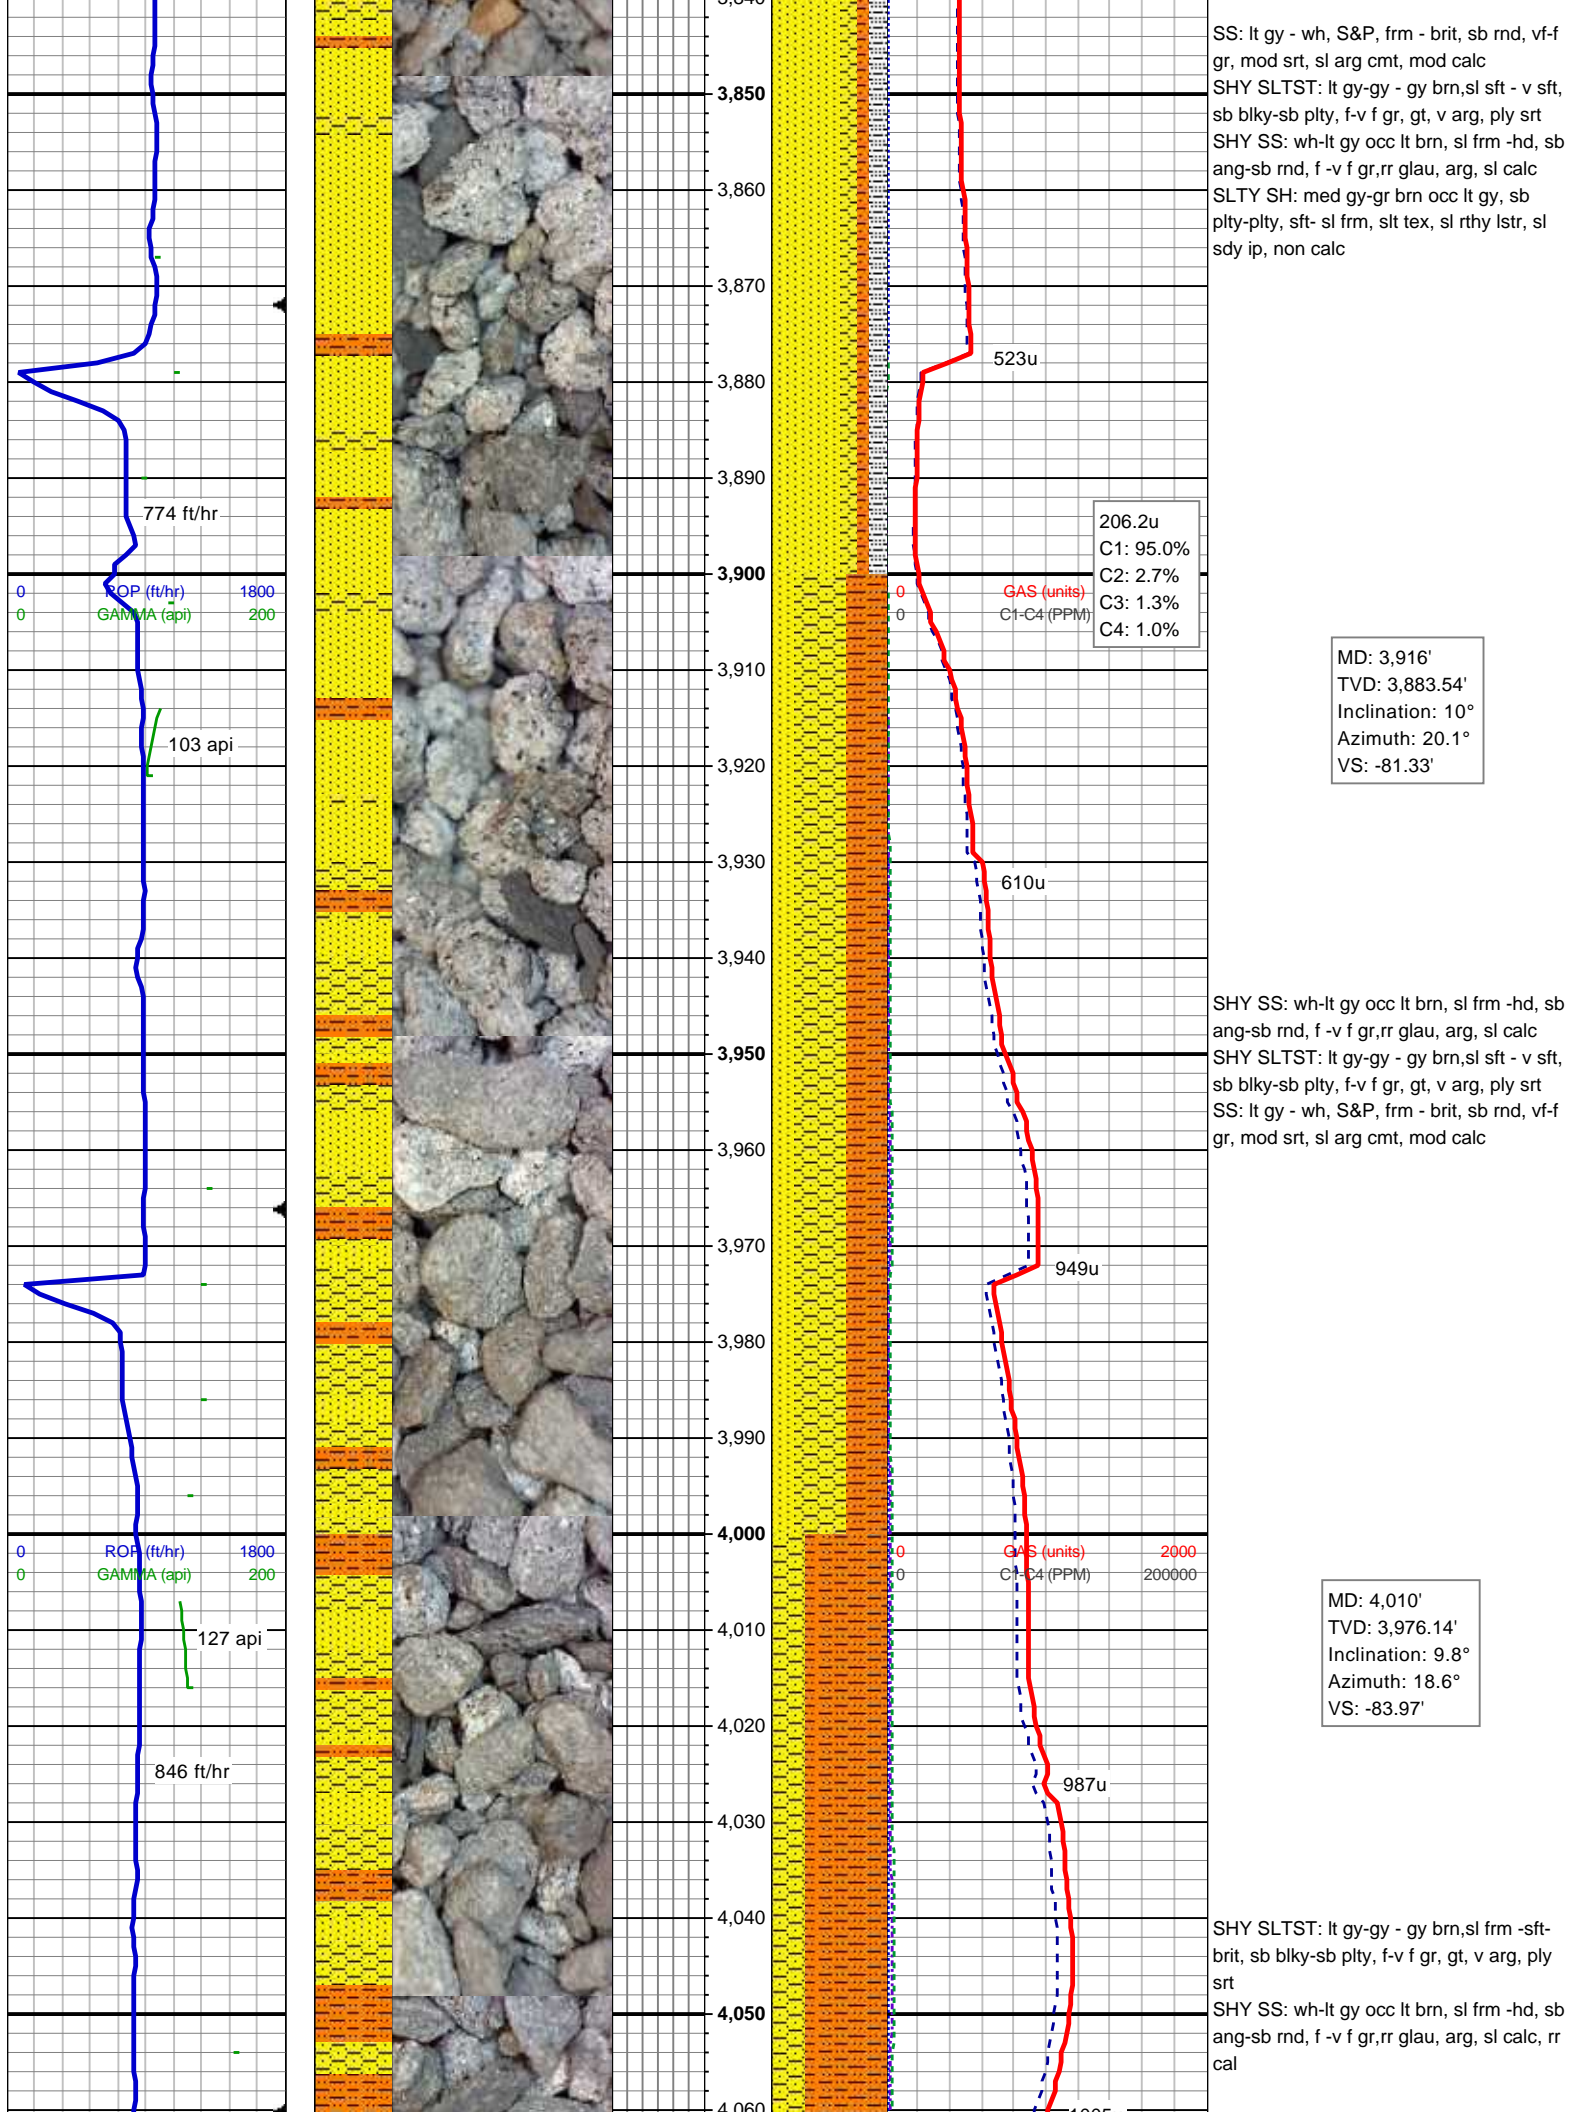 SS: lt gy - wh, S&P, frm - brit, sb rnd, vf-f
gr, mod srt, sl arg cmt, mod calc
3,850
SHY SLTST: lt gy-gy - gy brn,sl sft - v sft,
sb blky-sb plty, f-v f gr, gt, v arg, ply srt
SHY SS: wh-lt gy occ lt brn, sl frm -hd, sb
ang-sb rnd, f -v f gr,rr glau, arg, sl calc
3,860
SLTY SH: med gy-gr brn occ lt gy, sb
plty-plty, sft- sl frm, slt tex, sl rthy lstr, sl
sdy ip, non calc
3,870
523u
3,880
3,890
774 ft/hr
206.2u
C1: 95.0%
C2: 2.7%
C3: 1.3%
C4: 1.0%
3,900
0 ROP (ft/hr) 1800
0 GAMMA (api) 200
0 GAS (units)
0 C1-C4 (PPM)
3,910
MD: 3,916'
TVD: 3,883.54'
Inclination: 10°
Azimuth: 20.1°
VS: -81.33'
103 api
3,920
3,930
610u
3,940
SHY SS: wh-lt gy occ lt brn, sl frm -hd, sb
ang-sb rnd, f -v f gr,rr glau, arg, sl calc
3,950
SHY SLTST: lt gy-gy - gy brn,sl sft - v sft,
sb blky-sb plty, f-v f gr, gt, v arg, ply srt
SS: lt gy - wh, S&P, frm - brit, sb rnd, vf-f
gr, mod srt, sl arg cmt, mod calc
3,960
3,970
949u
3,980
3,990
4,000
0 ROP (ft/hr) 1800
0 GAMMA (api) 200
0 GAS (units) 2000
0 C1-C4 (PPM) 200000
MD: 4,010'
TVD: 3,976.14'
Inclination: 9.8°
Azimuth: 18.6°
VS: -83.97'
4,010
127 api
4,020
846 ft/hr
987u
4,030
4,040
SHY SLTST: lt gy-gy - gy brn,sl frm -sft-
brit, sb blky-sb plty, f-v f gr, gt, v arg, ply
srt
4,050
SHY SS: wh-lt gy occ lt brn, sl frm -hd, sb
ang-sb rnd, f -v f gr,rr glau, arg, sl calc, rr
cal
4,060